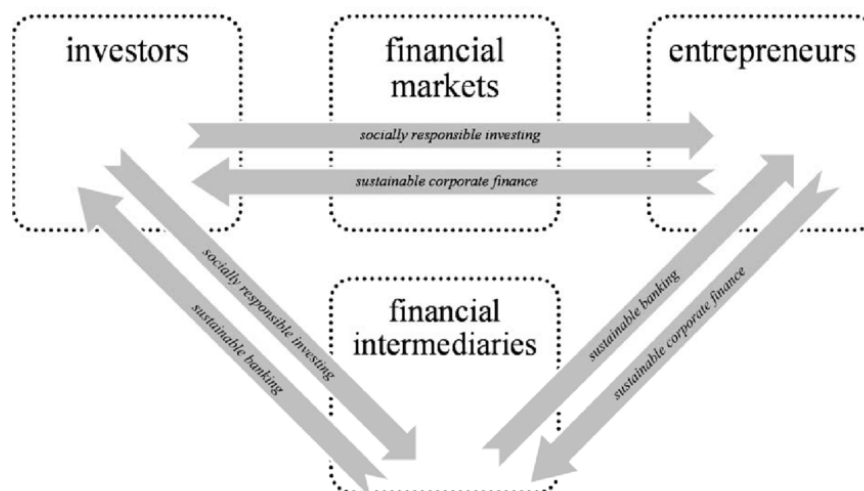 investors
financial
markets
entrepreneurs
socially responsible investing
sustainable corporate finance
socially responsible investing
sustainable banking
financial
intermediaries
sustainable banking
sustainable corporate finance